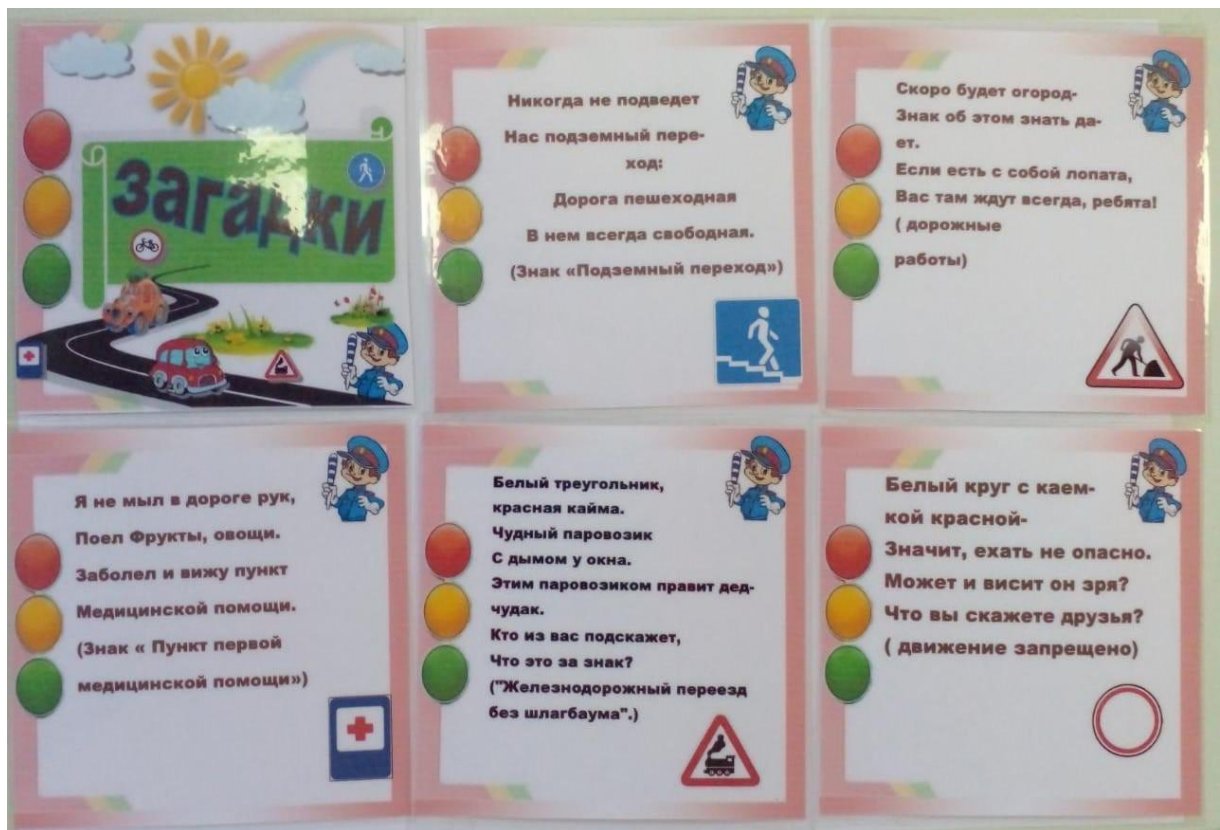 загадки
Никогда не подведет
Нас подземный пере-
ход:
Дорога пешеходная
В нем всегда свободная.
(Знак «Подземный переход»)
Скоро будет огород-
Знак об этом знать да-
ет.
Если есть с собой лопата,
Вас там ждут всегда, ребята!
( дорожные
работы)
Я не мыл в дороге рук,
Поел Фрукты, овощи.
Заболел и вижу пункт
Медицинской помощи.
(Знак « Пункт первой
медицинской помощи»)
Белый треугольник,
красная кайма.
Чудный паровозик
С дымом у окна.
Этим паровозиком правит дед-
чудак.
Кто из вас подскажет,
Что это за знак?
("Железнодорожный переезд
без шлагбаума".)
Белый круг с каем-
кой красной-
Значит, ехать не опасно.
Может и висит он зря?
Что вы скажете друзья?
( движение запрещено)